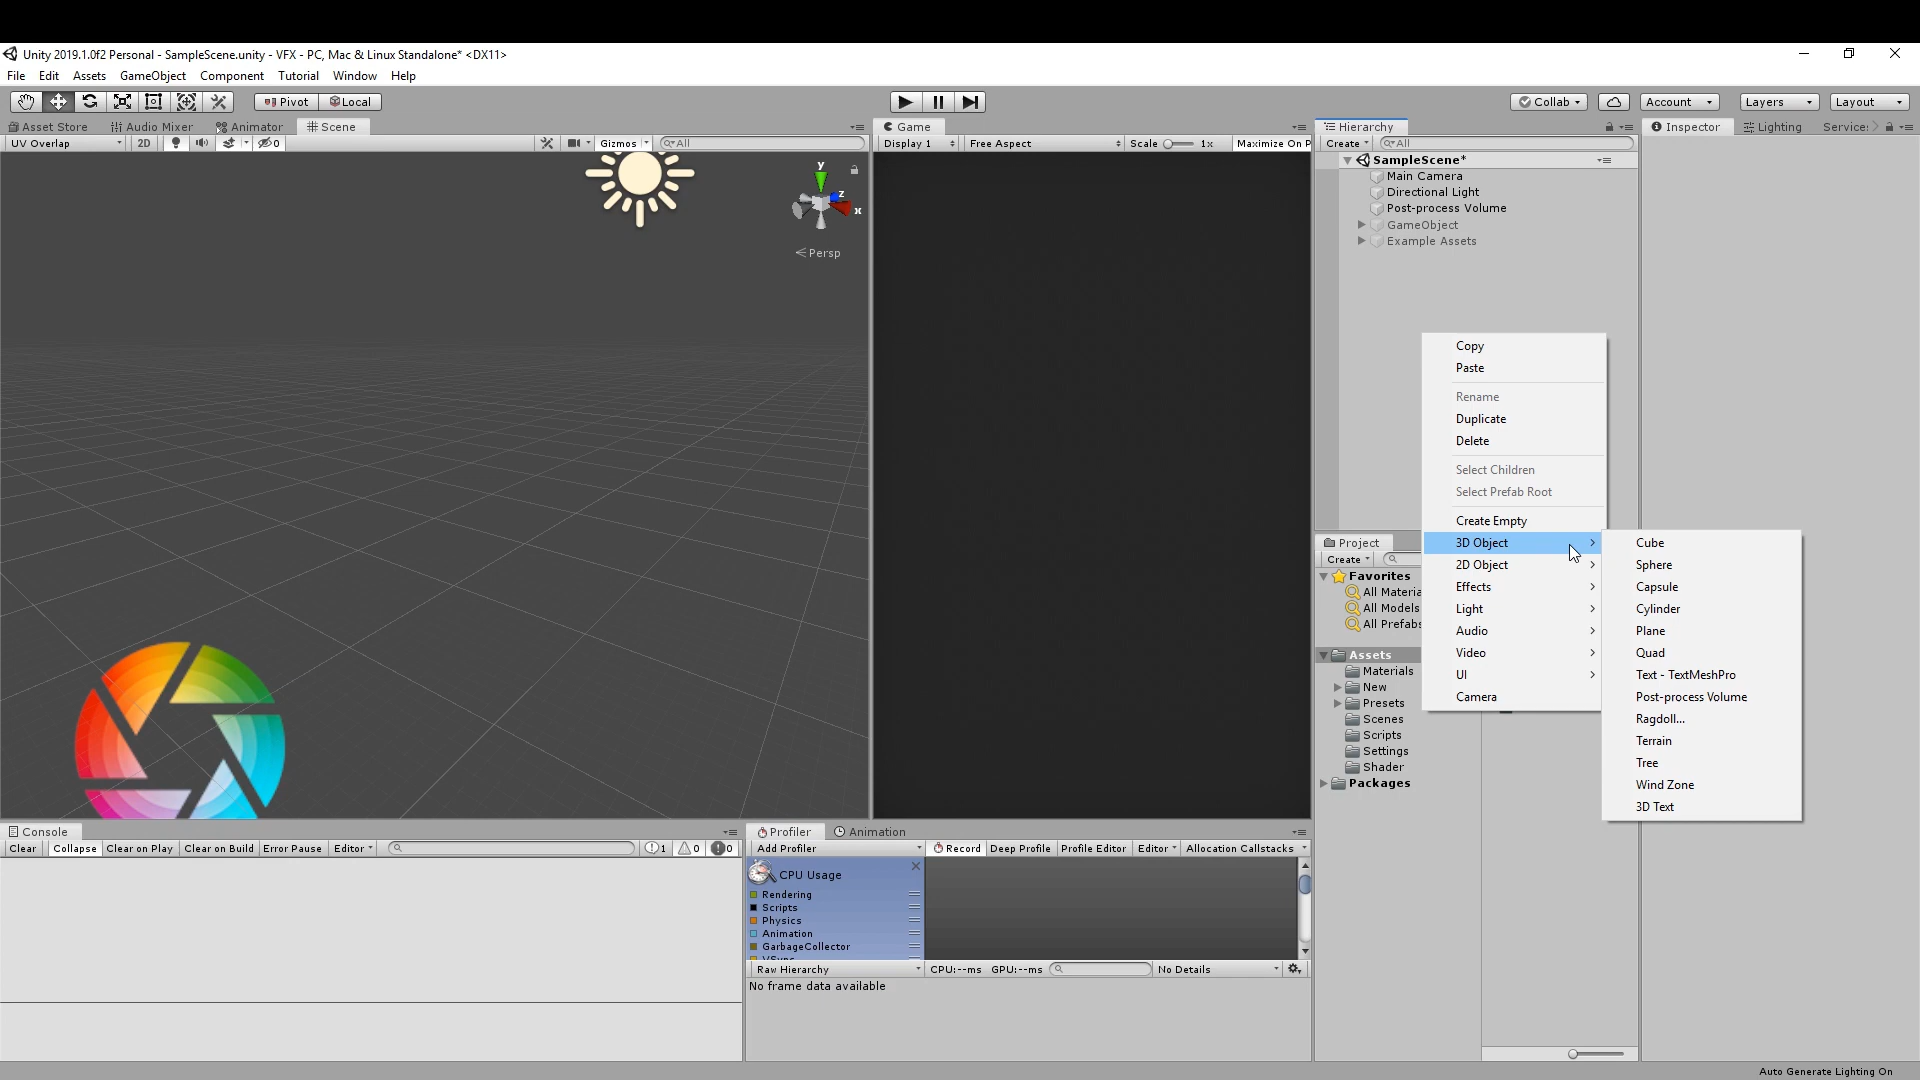 Unity 2019.1.0f2 Personal - SampleScene.unity - VFX - PC, Mac & Linux Standalone* <DX11>
File Edit Assets GameObject Component Tutorial Window Help
Pivot Local Collab Account Layers Layout
Asset Store Audio Mixer Animator Scene
UV Overlap 2D 0 Gizmos All
y
z
x
Persp
Game
Display 1 Free Aspect Scale 1x Maximize On P
Hierarchy
Create All
SampleScene*
Main Camera
Directional Light
Post-process Volume
GameObject
Example Assets
Inspector Lighting Service
Copy
Paste
Rename
Duplicate
Delete
Select Children
Select Prefab Root
Create Empty
3D Object
2D Object
Effects
Light
Audio
Video
UI
Camera
Cube
Sphere
Capsule
Cylinder
Plane
Quad
Text - TextMeshPro
Post-process Volume
Ragdoll...
Terrain
Tree
Wind Zone
3D Text
Project
Create
Favorites
All Materia
All Models
All Prefabs
Assets
Materials
New
Presets
Scenes
Scripts
Settings
Shader
Packages
Console
Clear Collapse Clear on Play Clear on Build Error Pause Editor 1 0 0
Profiler Animation
Add Profiler Record Deep Profile Profile Editor Editor Allocation Callstacks
CPU Usage
Rendering
Scripts
Physics
Animation
GarbageCollector
VSync
Raw Hierarchy CPU:--ms GPU:--ms No Details
No frame data available
Auto Generate Lighting On